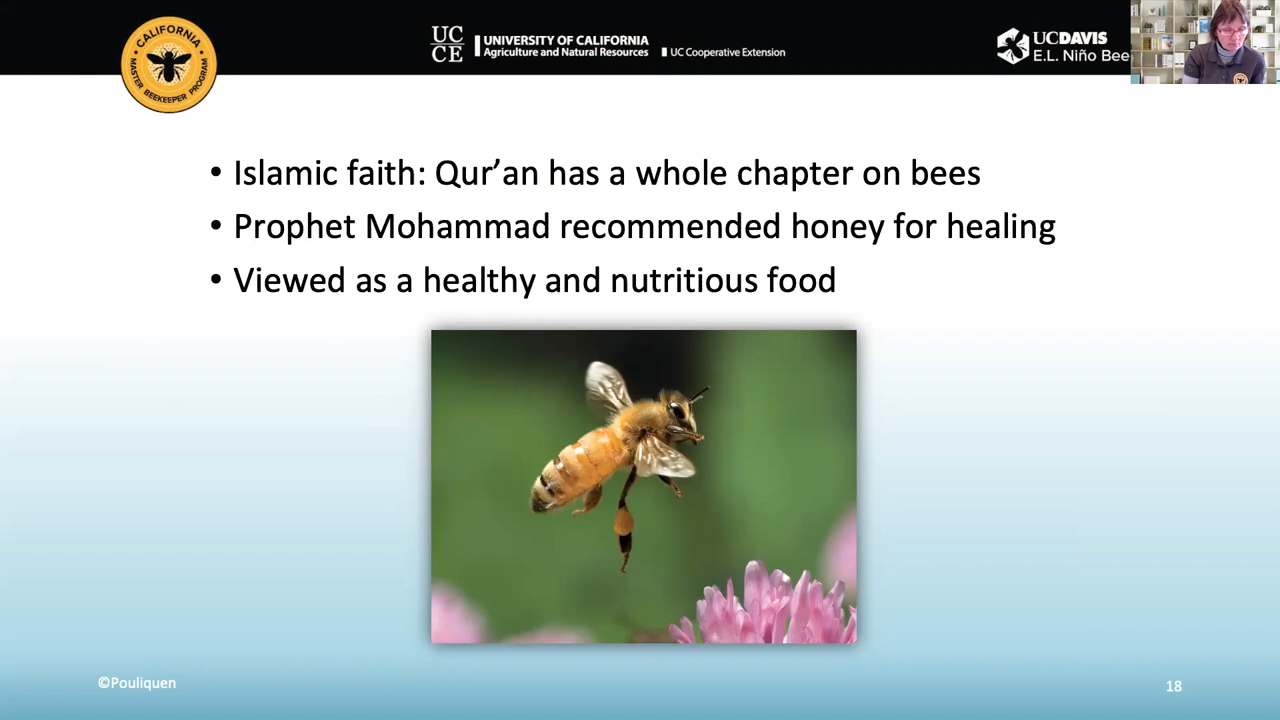 CALIFORNIA
MASTER BEEKEEPER PROGRAM
UC
CE
UNIVERSITY OF CALIFORNIA
Agriculture and Natural Resources
UC Cooperative Extension
UCDAVIS
E.L. Niño Bee
• Islamic faith: Qur’an has a whole chapter on bees
• Prophet Mohammad recommended honey for healing
• Viewed as a healthy and nutritious food
©Pouliquen
18